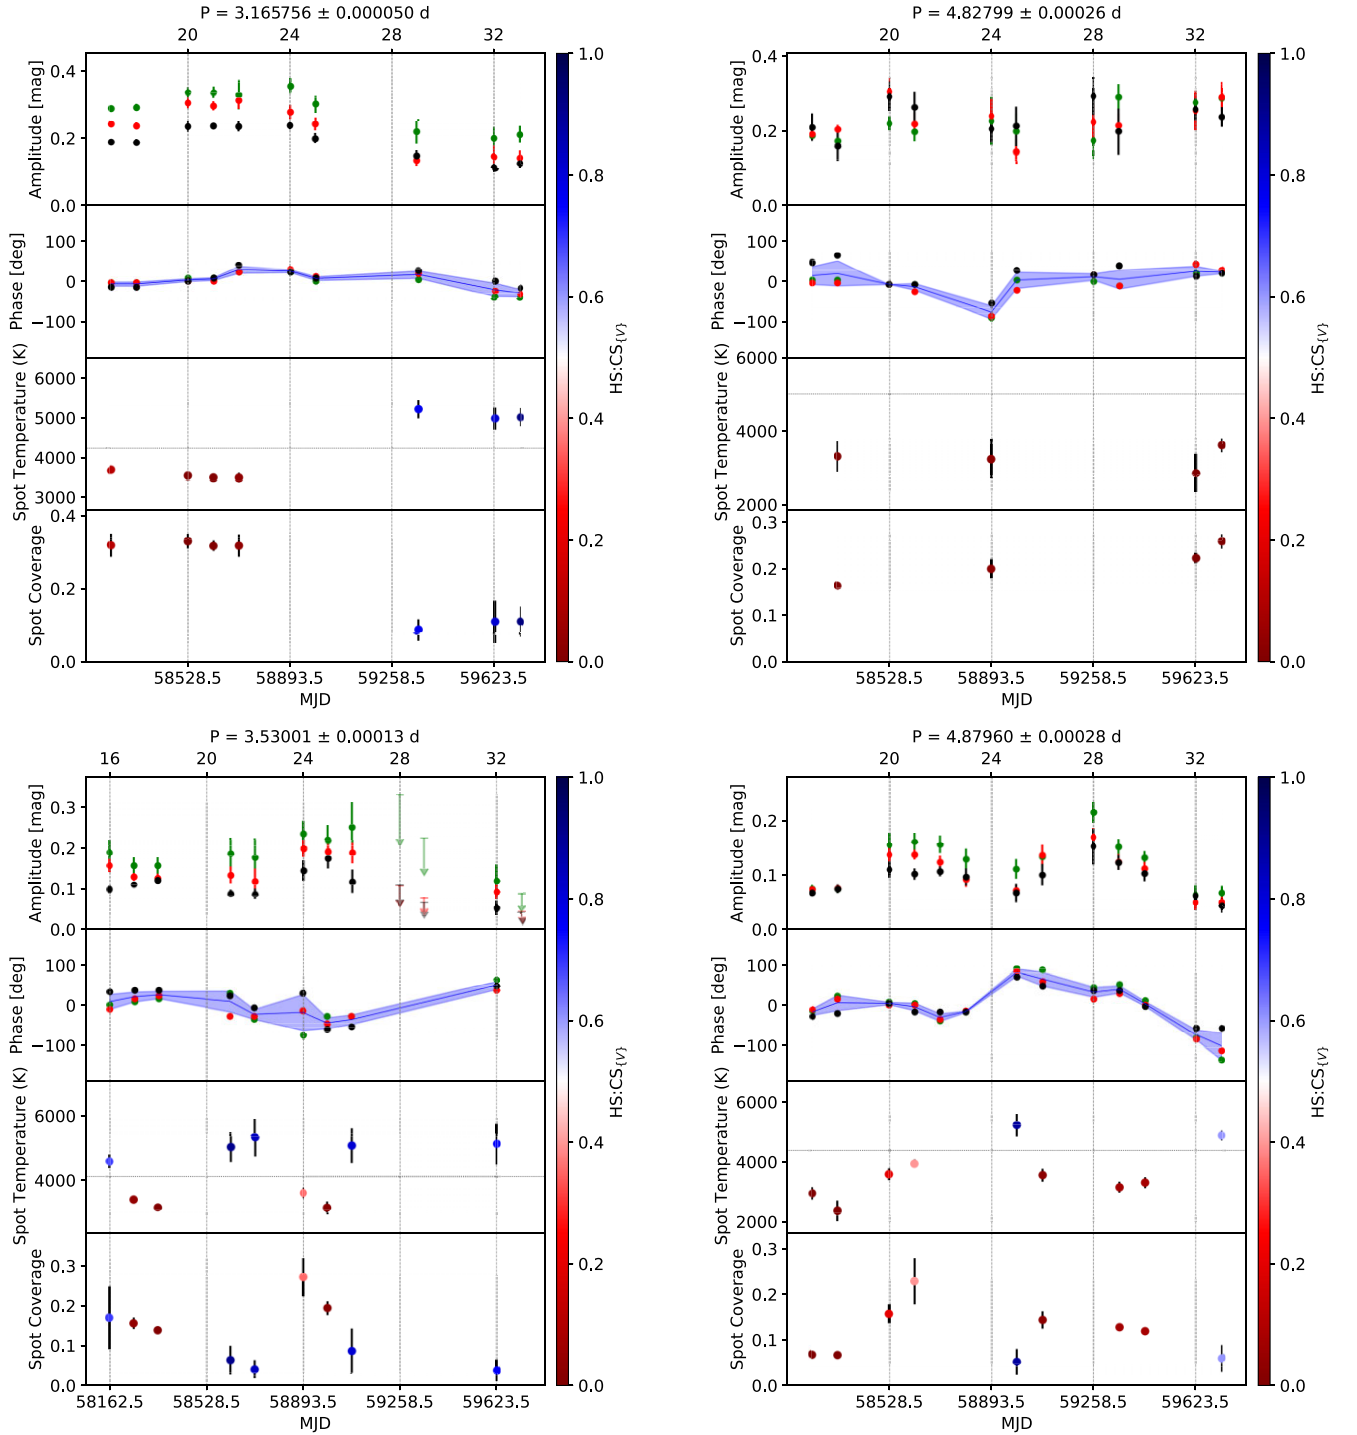 P = 3.165756 ± 0.000050 d
20 24 28 32
Amplitude [mag]
0.4
0.2
0.0
Phase [deg]
100
0
−100
Spot Temperature (K)
6000
5000
4000
3000
Spot Coverage
0.4
0.2
0.0
58528.5 58893.5 59258.5 59623.5
MJD
1.0
0.8
0.6
0.4
0.2
0.0
HS:CS{V}
P = 4.82799 ± 0.00026 d
20 24 28 32
Amplitude [mag]
0.4
0.2
0.0
Phase [deg]
100
0
−100
Spot Temperature (K)
6000
4000
2000
Spot Coverage
0.3
0.2
0.1
0.0
58528.5 58893.5 59258.5 59623.5
MJD
1.0
0.8
0.6
0.4
0.2
0.0
HS:CS{V}
P = 3.53001 ± 0.00013 d
16 20 24 28 32
Amplitude [mag]
0.3
0.2
0.1
0.0
Phase [deg]
100
0
−100
Spot Temperature (K)
6000
4000
Spot Coverage
0.3
0.2
0.1
0.0
58162.5 58528.5 58893.5 59258.5 59623.5
MJD
1.0
0.8
0.6
0.4
0.2
0.0
HS:CS{V}
P = 4.87960 ± 0.00028 d
20 24 28 32
Amplitude [mag]
0.2
0.1
0.0
Phase [deg]
100
0
−100
Spot Temperature (K)
6000
4000
2000
Spot Coverage
0.3
0.2
0.1
0.0
58528.5 58893.5 59258.5 59623.5
MJD
1.0
0.8
0.6
0.4
0.2
0.0
HS:CS{V}